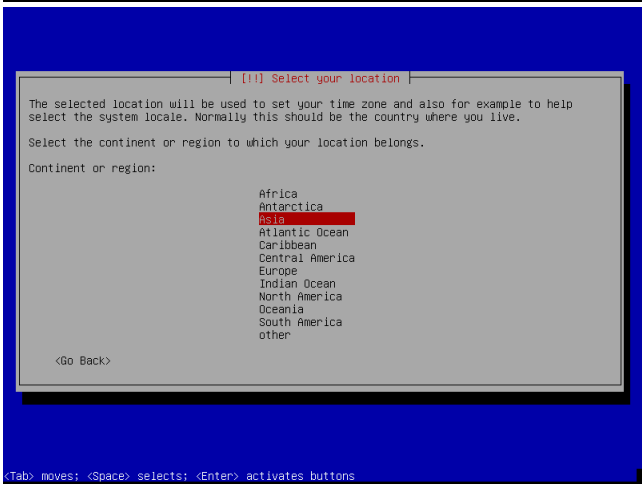 [!!] Select your location
The selected location will be used to set your time zone and also for example to help
select the system locale. Normally this should be the country where you live.
Select the continent or region to which your location belongs.
Continent or region:
Africa
Antarctica
Asia
Atlantic Ocean
Caribbean
Central America
Europe
Indian Ocean
North America
Oceania
South America
other
<Go Back>
<Tab> moves; <Space> selects; <Enter> activates buttons